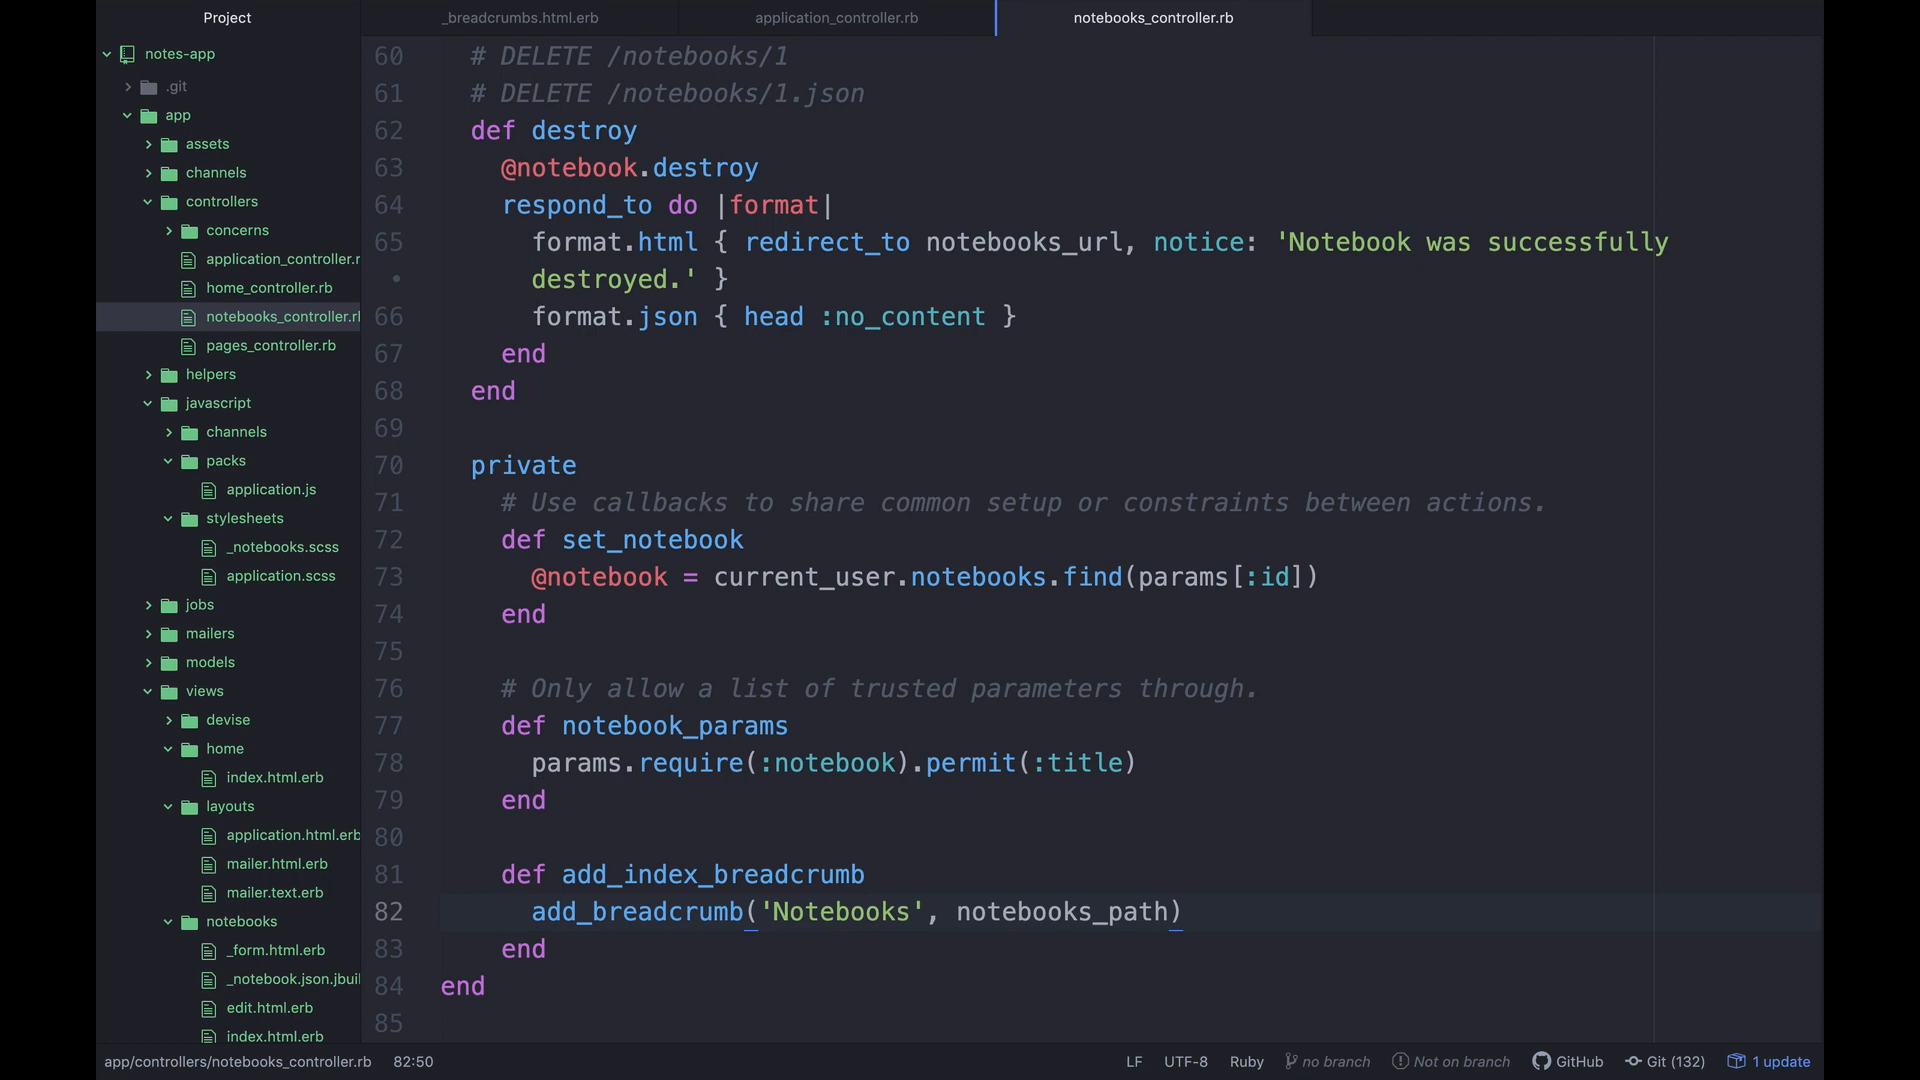 Project
_breadcrumbs.html.erb
application_controller.rb
notebooks_controller.rb
notes-app
.git
app
assets
channels
controllers
concerns
application_controller.r
home_controller.rb
notebooks_controller.r
pages_controller.rb
helpers
javascript
channels
packs
application.js
stylesheets
_notebooks.scss
application.scss
jobs
mailers
models
views
devise
home
index.html.erb
layouts
application.html.erb
mailer.html.erb
mailer.text.erb
notebooks
_form.html.erb
_notebook.json.jbui
edit.html.erb
index.html.erb
60 # DELETE /notebooks/1
61 # DELETE /notebooks/1.json
62 def destroy
63 @notebook.destroy
64 respond_to do |format|
65 format.html { redirect_to notebooks_url, notice: 'Notebook was successfully
• destroyed.' }
66 format.json { head :no_content }
67 end
68 end
69
70 private
71 # Use callbacks to share common setup or constraints between actions.
72 def set_notebook
73 @notebook = current_user.notebooks.find(params[:id])
74 end
75
76 # Only allow a list of trusted parameters through.
77 def notebook_params
78 params.require(:notebook).permit(:title)
79 end
80
81 def add_index_breadcrumb
82 add_breadcrumb('Notebooks', notebooks_path)
83 end
84 end
85
app/controllers/notebooks_controller.rb 82:50
LF UTF-8 Ruby no branch Not on branch GitHub Git (132) 1 update